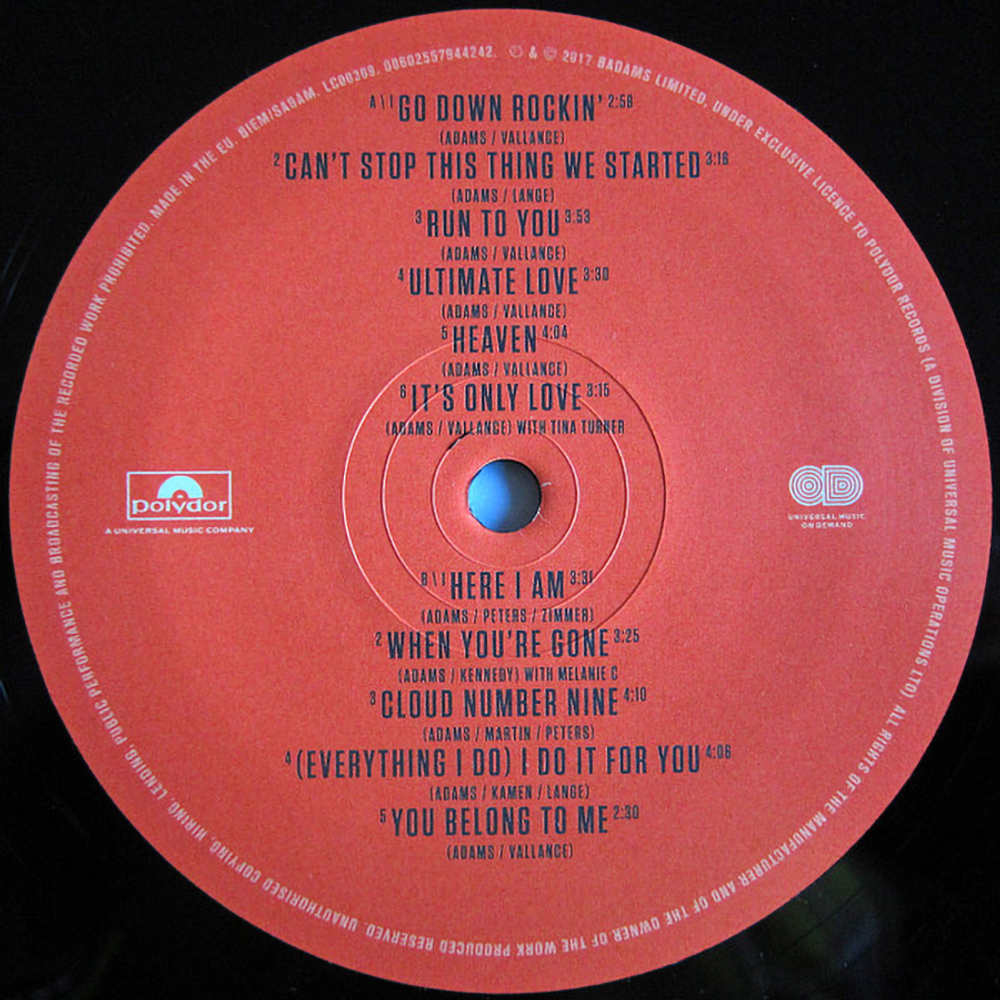 BIEM/SABAM. LC00309. 00602557944242. ℗ & © 2017 BADAMS LIMITED, UNDER EXCLUSIVE LICENCE TO POLYDOR RECORDS (A DIVISION OF UNIVERSAL MUSIC OPERATIONS LTD). ALL RIGHTS OF THE MANUFACTURER AND OF THE OWNER OF THE WORK PRODUCED RESERVED. UNAUTHORISED COPYING, HIRING, LENDING, PUBLIC PERFORMANCE AND BROADCASTING OF THE RECORDED WORK PROHIBITED. MADE IN THE EU.
A\1 GO DOWN ROCKIN' 2:58
(ADAMS / VALLANCE)
2 CAN'T STOP THIS THING WE STARTED 3:16
(ADAMS / LANGE)
3 RUN TO YOU 3:53
(ADAMS / VALLANCE)
4 ULTIMATE LOVE 3:30
(ADAMS / VALLANCE)
5 HEAVEN 4:04
(ADAMS / VALLANCE)
6 IT'S ONLY LOVE 3:15
(ADAMS / VALLANCE) WITH TINA TURNER
polydor
A UNIVERSAL MUSIC COMPANY
OD
UNIVERSAL MUSIC
ON DEMAND
B\1 HERE I AM 3:31
(ADAMS / PETERS / ZIMMER)
2 WHEN YOU'RE GONE 3:25
(ADAMS / KENNEDY) WITH MELANIE C
3 CLOUD NUMBER NINE 4:10
(ADAMS / MARTIN / PETERS)
4 (EVERYTHING I DO) I DO IT FOR YOU 4:06
(ADAMS / KAMEN / LANGE)
5 YOU BELONG TO ME 2:30
(ADAMS / VALLANCE)